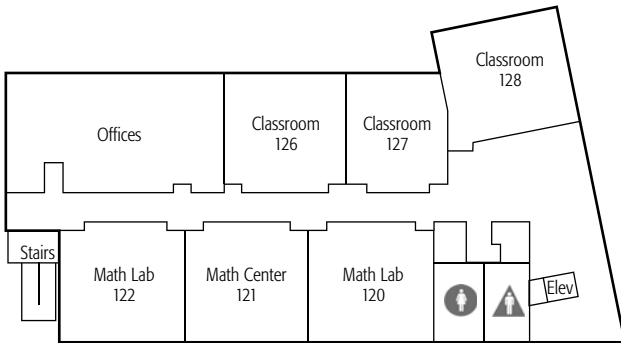 Classroom
128
Offices
Classroom
126
Classroom
127
Stairs
Math Lab
122
Math Center
121
Math Lab
120
Elev